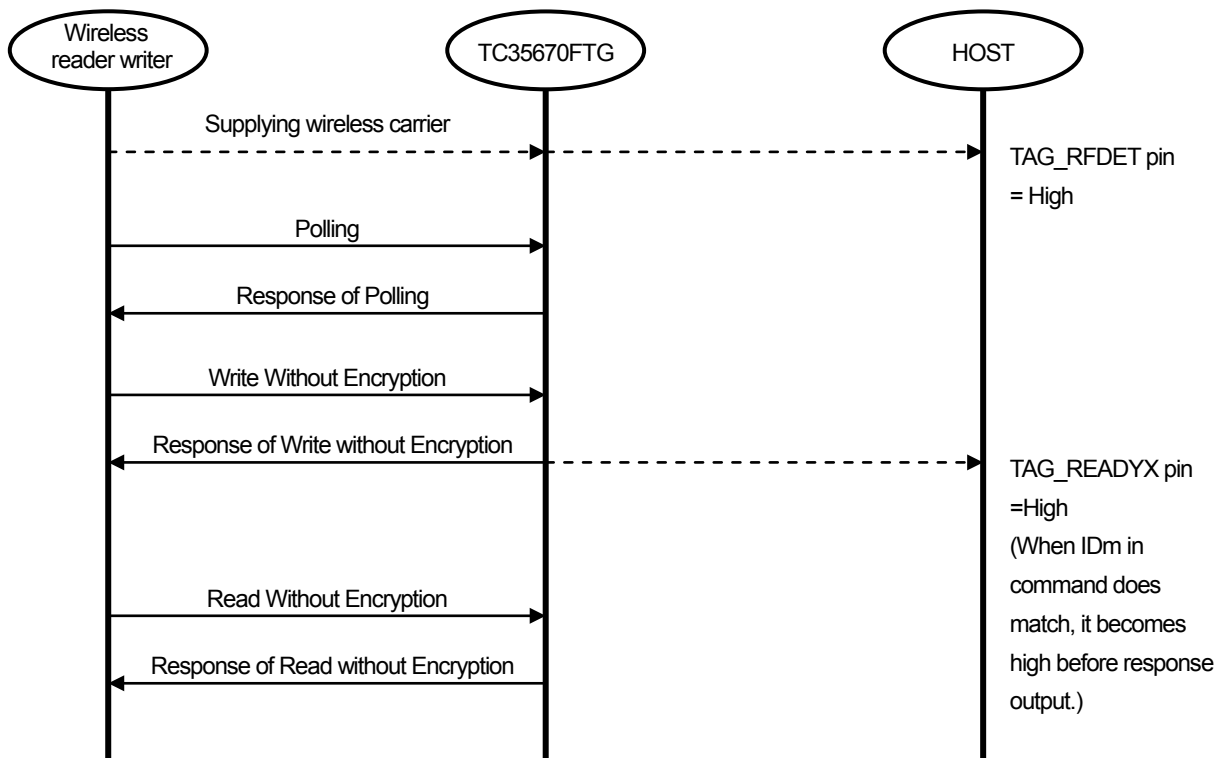 Wireless
reader writer
TC35670FTG
HOST
Supplying wireless carrier
TAG_RFDET pin
= High
Polling
Response of Polling
Write Without Encryption
Response of Write without Encryption
TAG_READYX pin
=High
(When IDm in
command does
match, it becomes
high before response
output.)
Read Without Encryption
Response of Read without Encryption